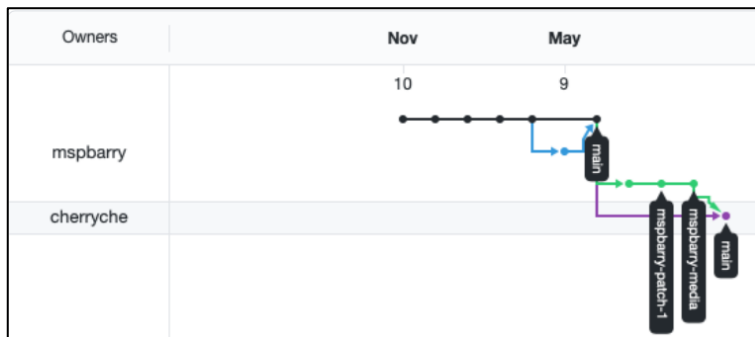 Owners
Nov
May
10
9
mspbarry
main
cherryche
mspbarry-patch-1
mspbarry-media
main